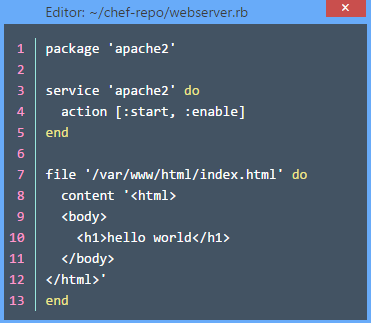 Editor: ~/chef-repo/webserver.rb
×
1 package 'apache2'
2
3 service 'apache2' do
4   action [:start, :enable]
5 end
6
7 file '/var/www/html/index.html' do
8   content '<html>
9   <body>
10     <h1>hello world</h1>
11   </body>
12 </html>'
13 end